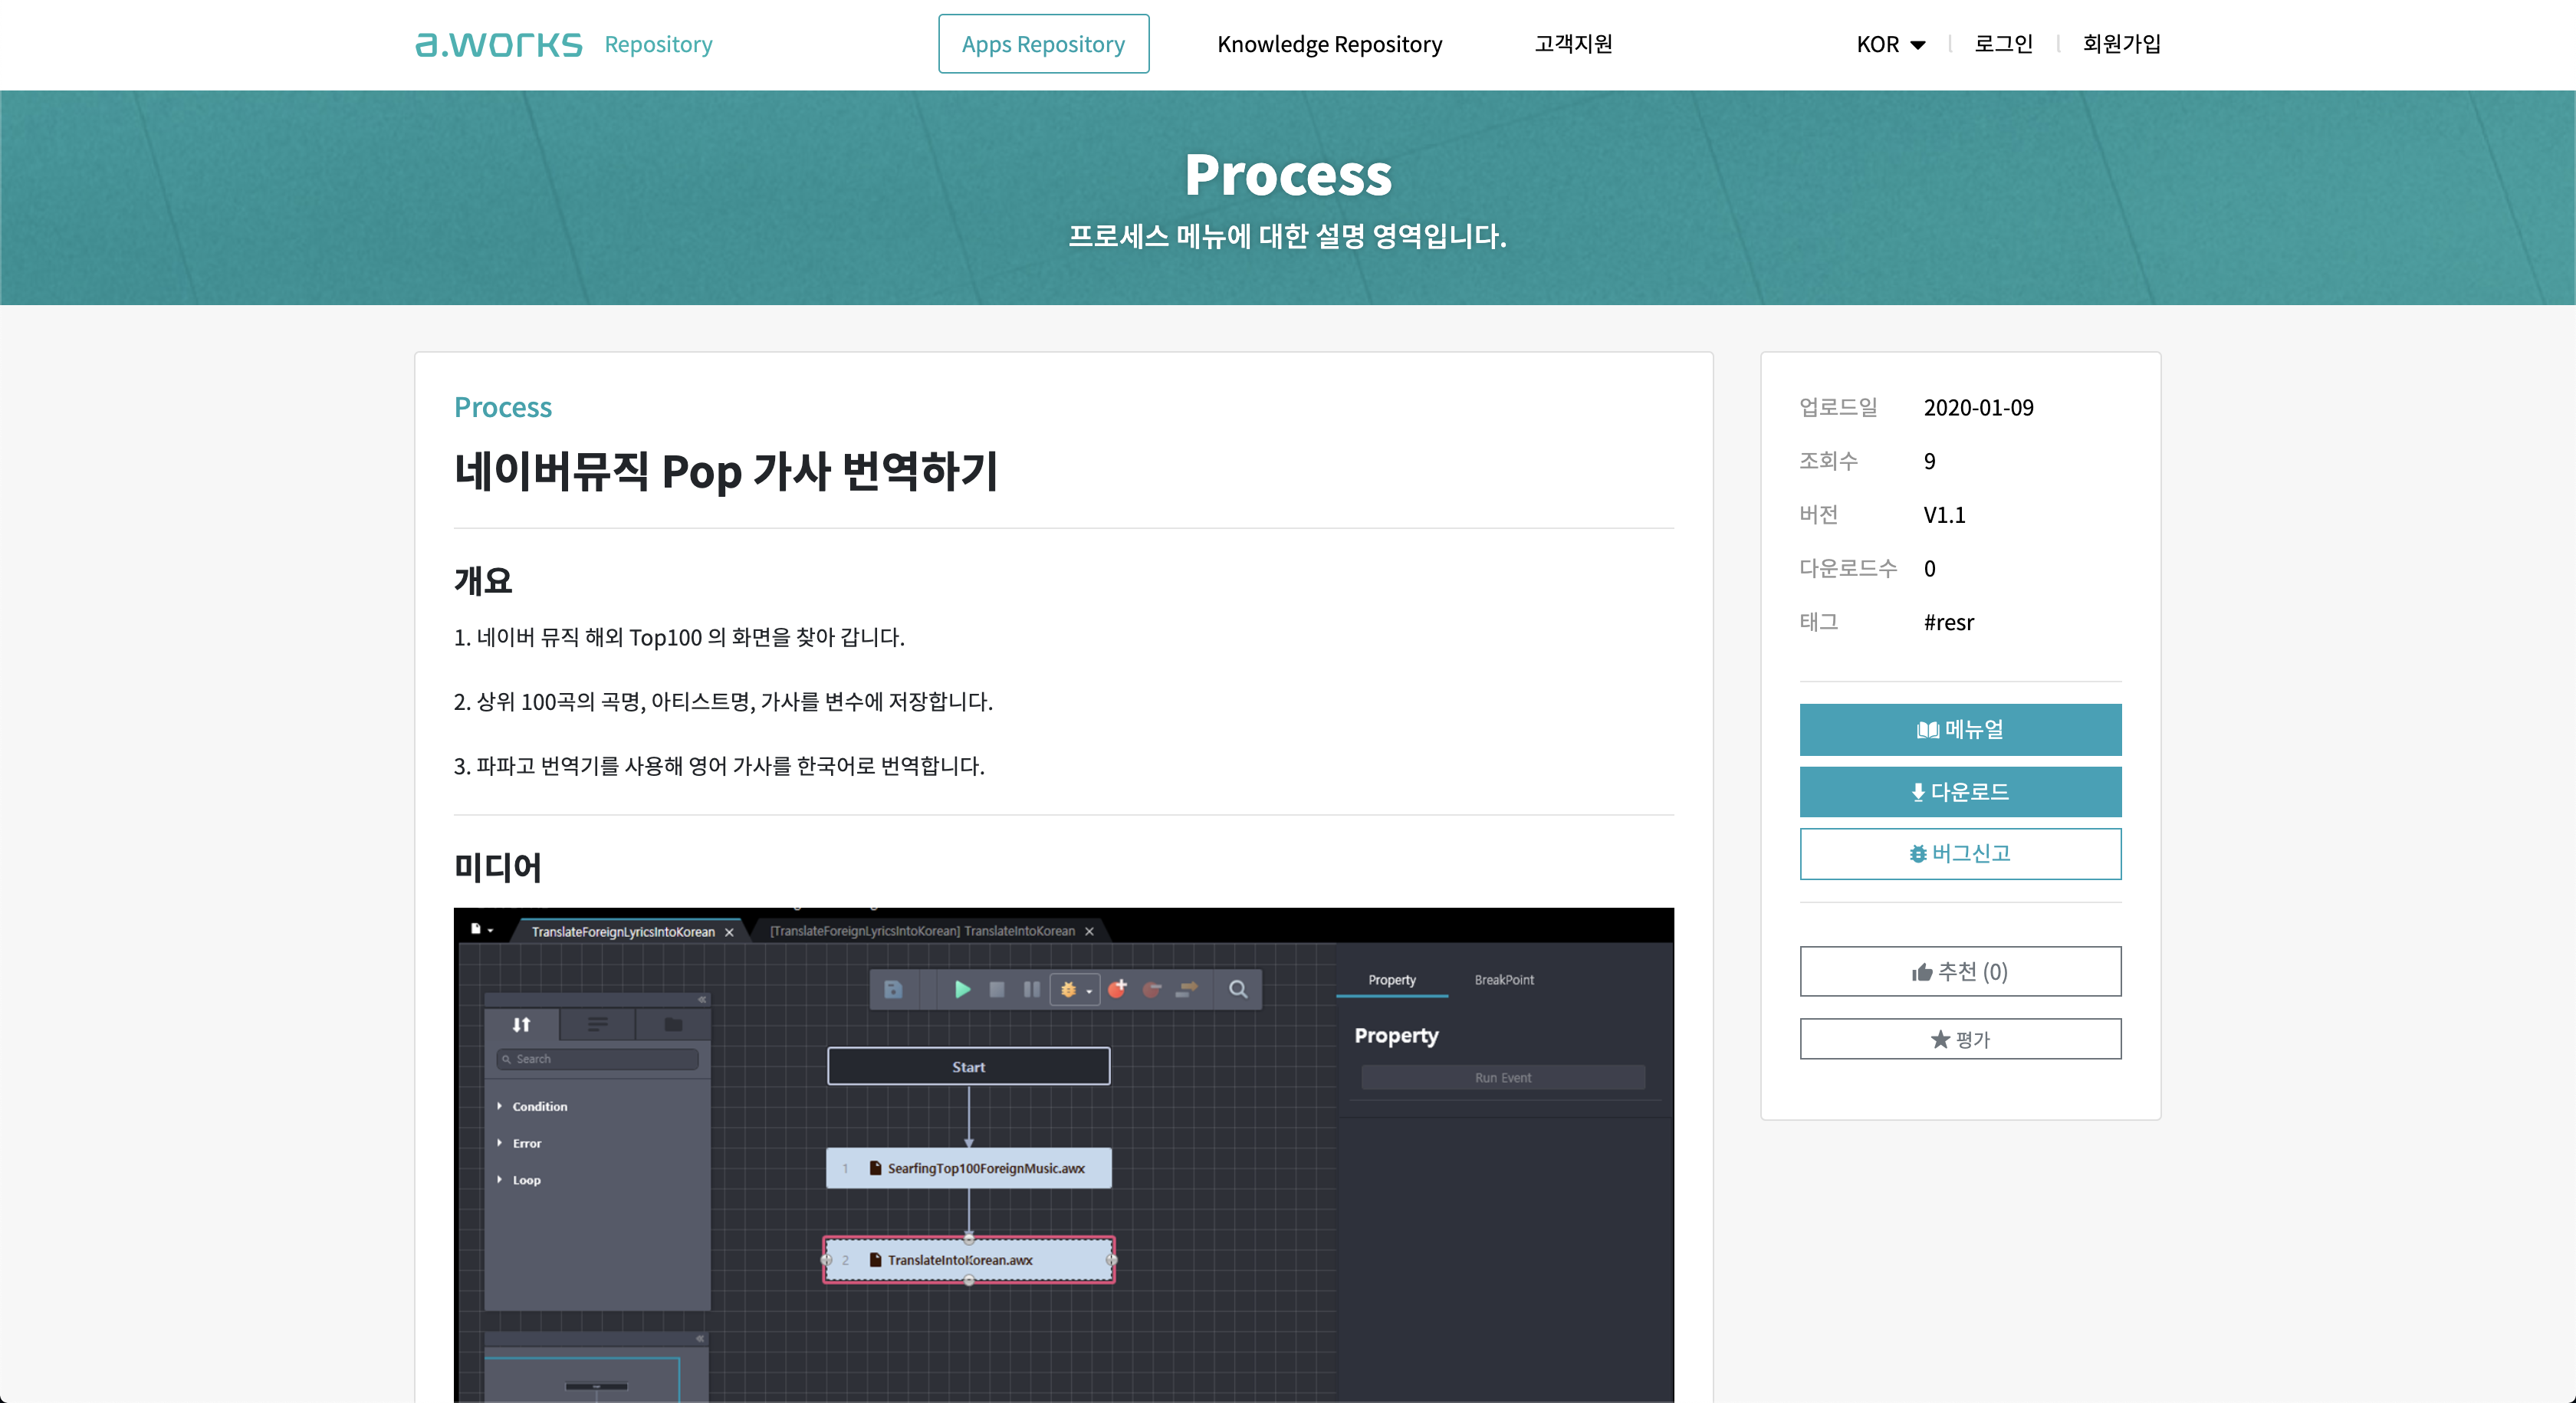 a.works Repository
Apps Repository
Knowledge Repository
고객지원
KOR
로그인
회원가입
Process
프로세스 메뉴에 대한 설명 영역입니다.
Process
네이버뮤직 Pop 가사 번역하기
개요
1. 네이버 뮤직 해외 Top100 의 화면을 찾아 갑니다.
2. 상위 100곡의 곡명, 아티스트명, 가사를 변수에 저장합니다.
3. 파파고 번역기를 사용해 영어 가사를 한국어로 번역합니다.
미디어
TranslateForeignLyricsIntoKorean
[TranslateForeignLyricsIntoKorean] TranslateIntoKorean
Search
Condition
Error
Loop
Start
1 SearfingTop100ForeignMusic.awx
2 TranslateIntoKorean.awx
Property
BreakPoint
Property
Run Event
업로드일 2020-01-09
조회수 9
버전 V1.1
다운로드수 0
태그 #resr
메뉴얼
다운로드
버그신고
추천 (0)
평가